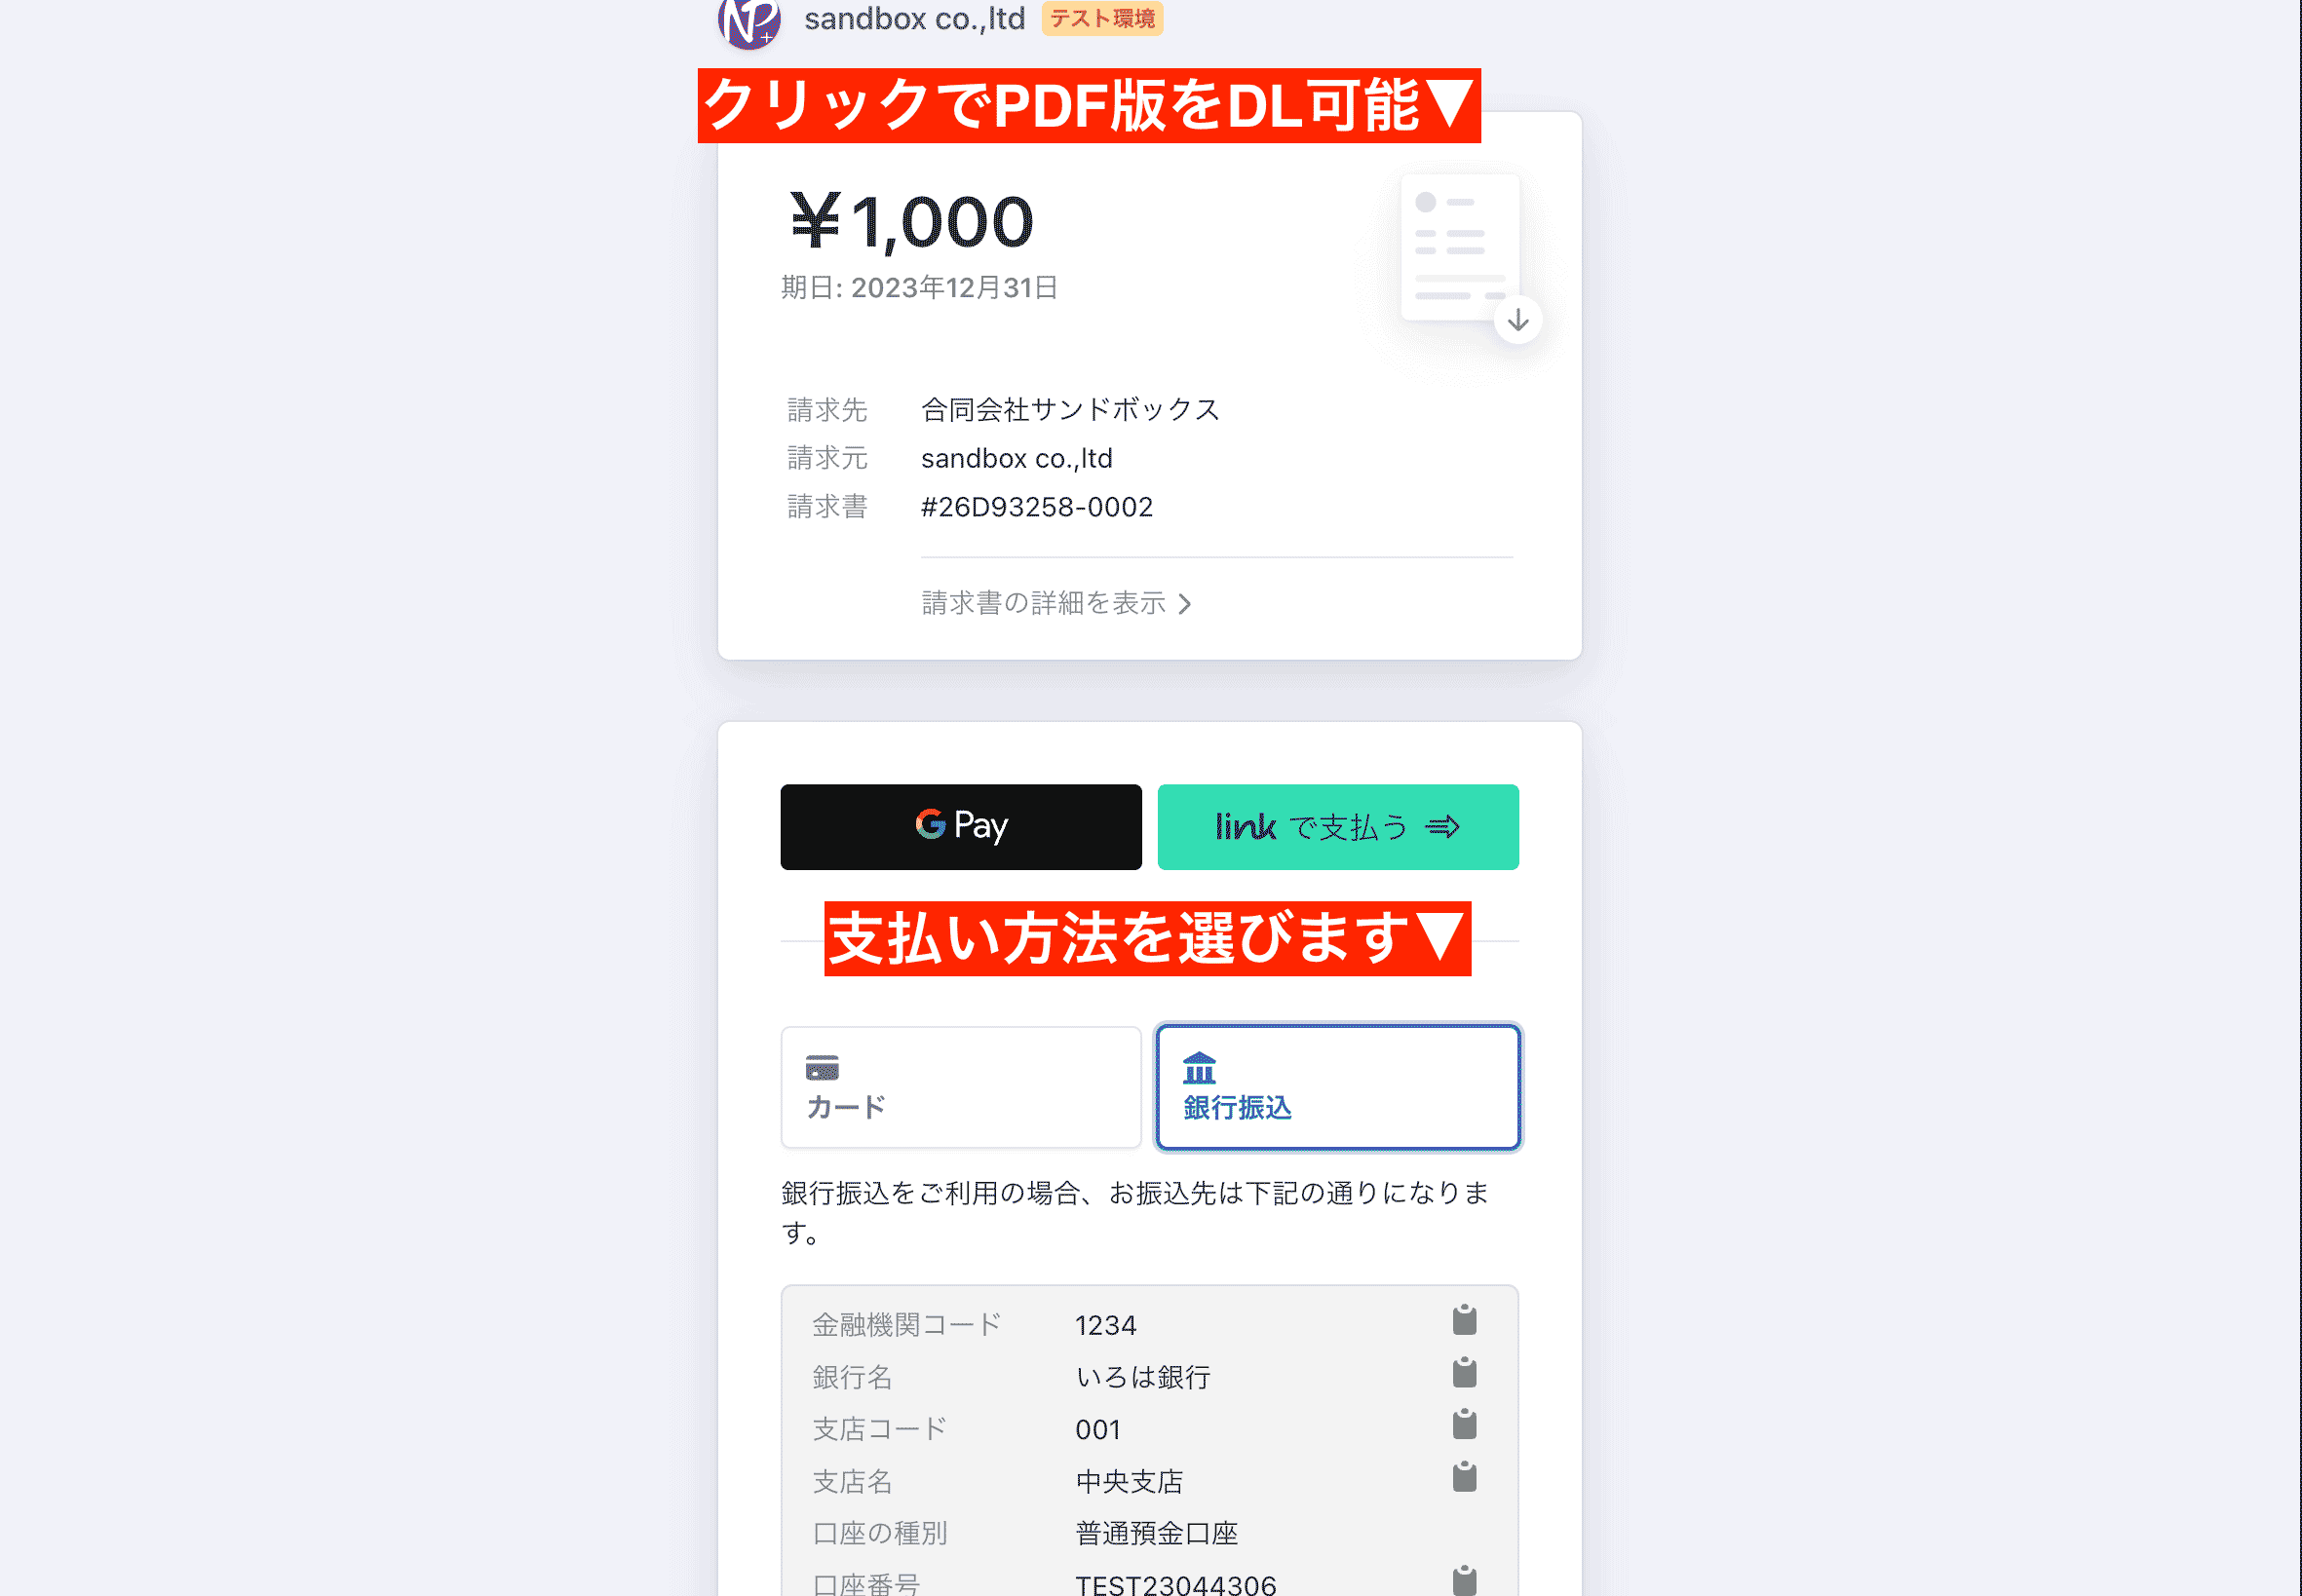 NP+
sandbox co.,ltd テスト環境
クリックでPDF版をDL可能▼
¥1,000
期日: 2023年12月31日
請求先 合同会社サンドボックス
請求元 sandbox co.,ltd
請求書 #26D93258-0002
請求書の詳細を表示 >
G Pay
link で支払う ⇒
支払い方法を選びます▼
カード
銀行振込
銀行振込をご利用の場合、お振込先は下記の通りになりま
す。
金融機関コード 1234
銀行名 いろは銀行
支店コード 001
支店名 中央支店
口座の種別 普通預金口座
口座番号 TEST23044306